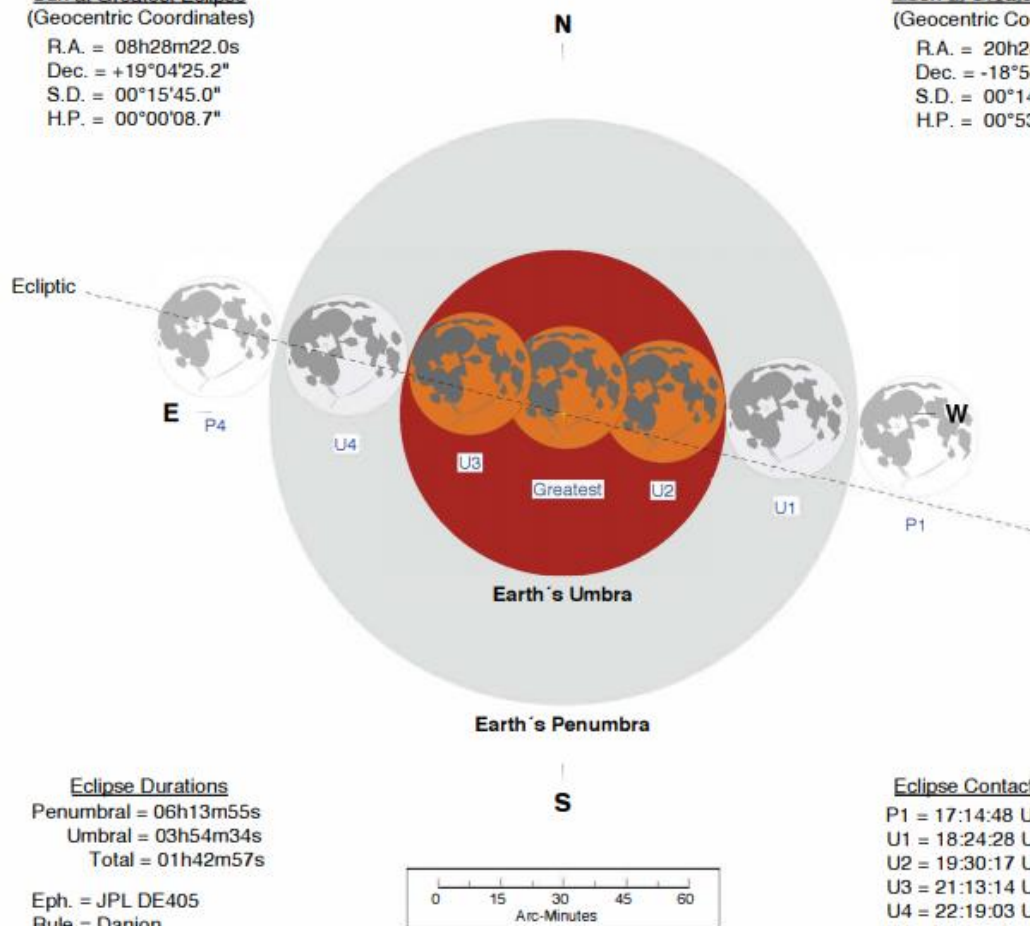 (Geocentric Coordinates)
R.A. = 08h28m22.0s
Dec. = +19°04'25.2"
S.D. = 00°15'45.0"
H.P. = 00°00'08.7"
N
(Geocentric Co
R.A. = 20h2
Dec. = -18°5
S.D. = 00°14
H.P. = 00°53
Ecliptic
E
P4
U4
U3
Greatest
U2
U1
P1
W
Earth´s Umbra
Earth´s Penumbra
S
Eclipse Durations
Penumbral = 06h13m55s
Umbral = 03h54m34s
Total = 01h42m57s
Eph. = JPL DE405
Rule = Danjon
0 15 30 45 60
Arc-Minutes
Eclipse Contact
P1 = 17:14:48 U
U1 = 18:24:28 U
U2 = 19:30:17 U
U3 = 21:13:14 U
U4 = 22:19:03 U